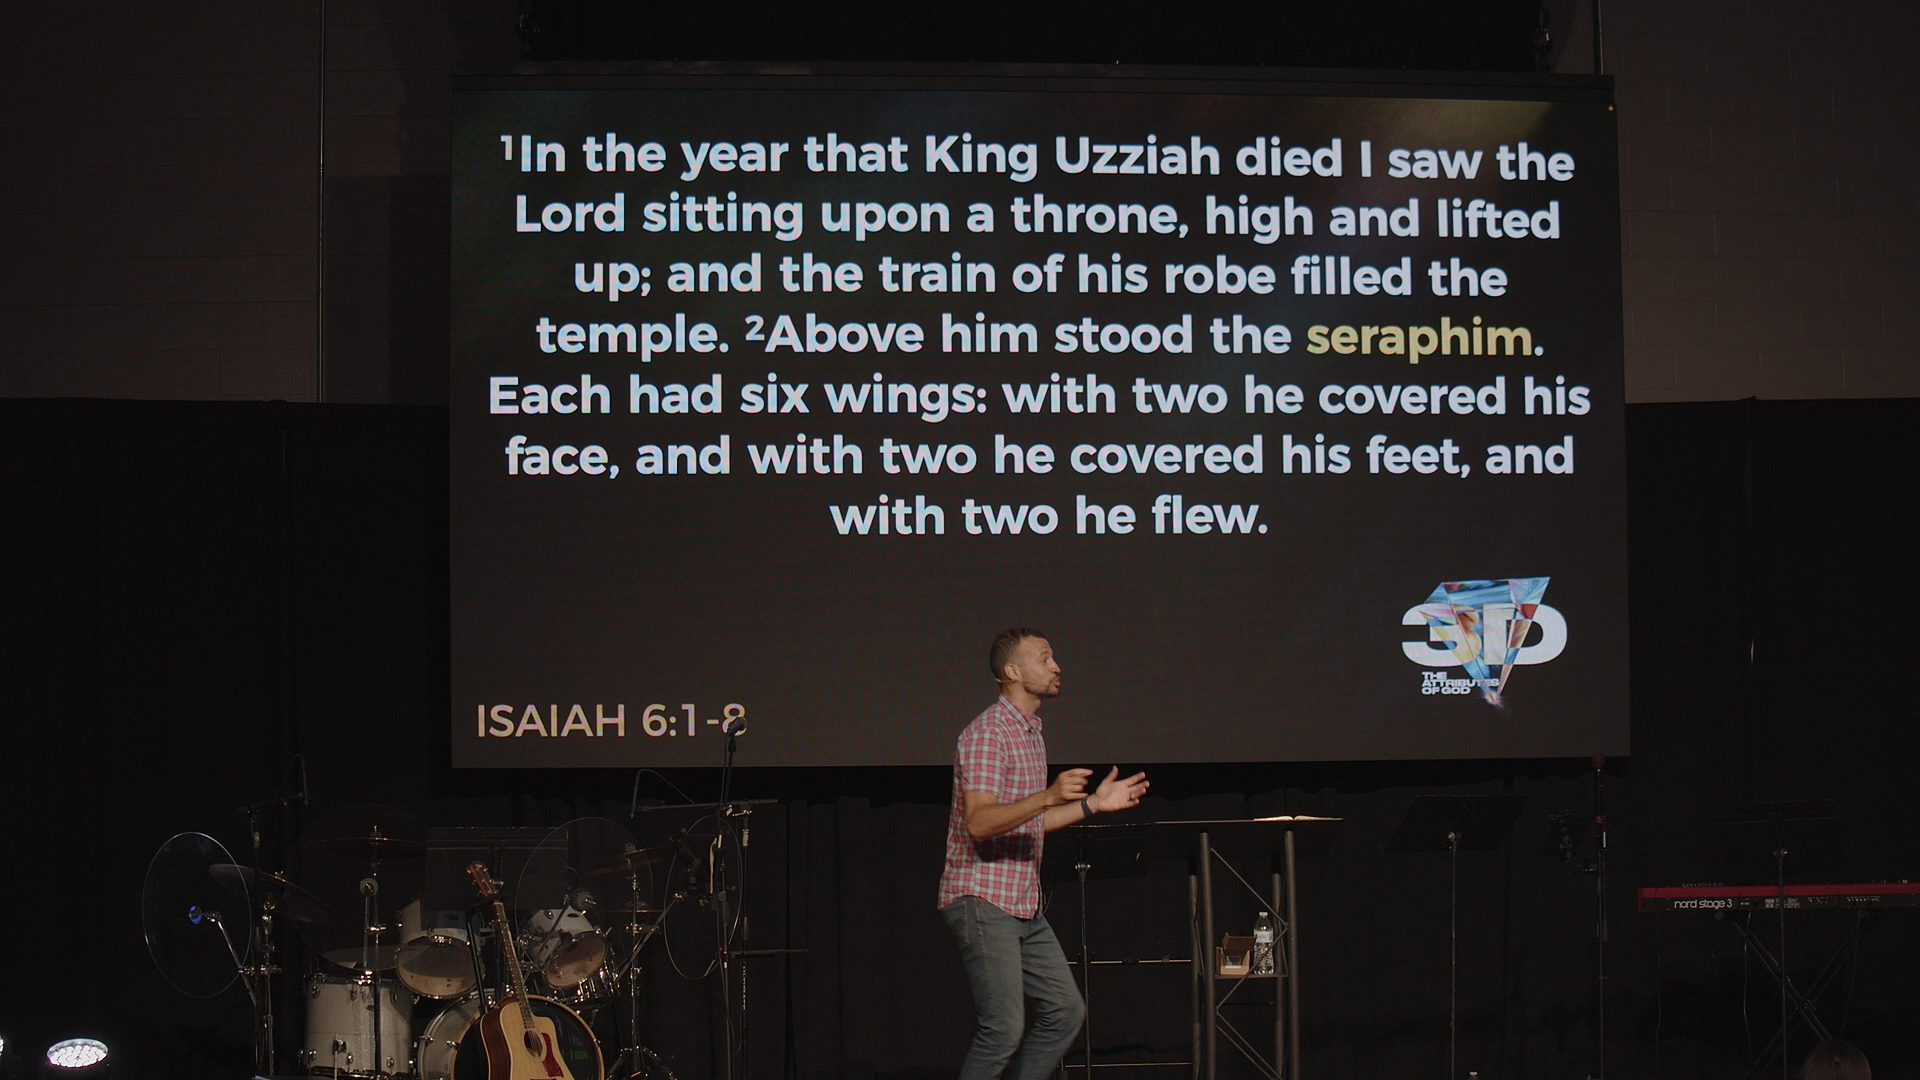 ¹In the year that King Uzziah died I saw the
Lord sitting upon a throne, high and lifted
up; and the train of his robe filled the
temple. ²Above him stood the seraphim.
Each had six wings: with two he covered his
face, and with two he covered his feet, and
with two he flew.
3D
THE
ATTRIBUTES
OF GOD
ISAIAH 6:1-8
nord stage 3